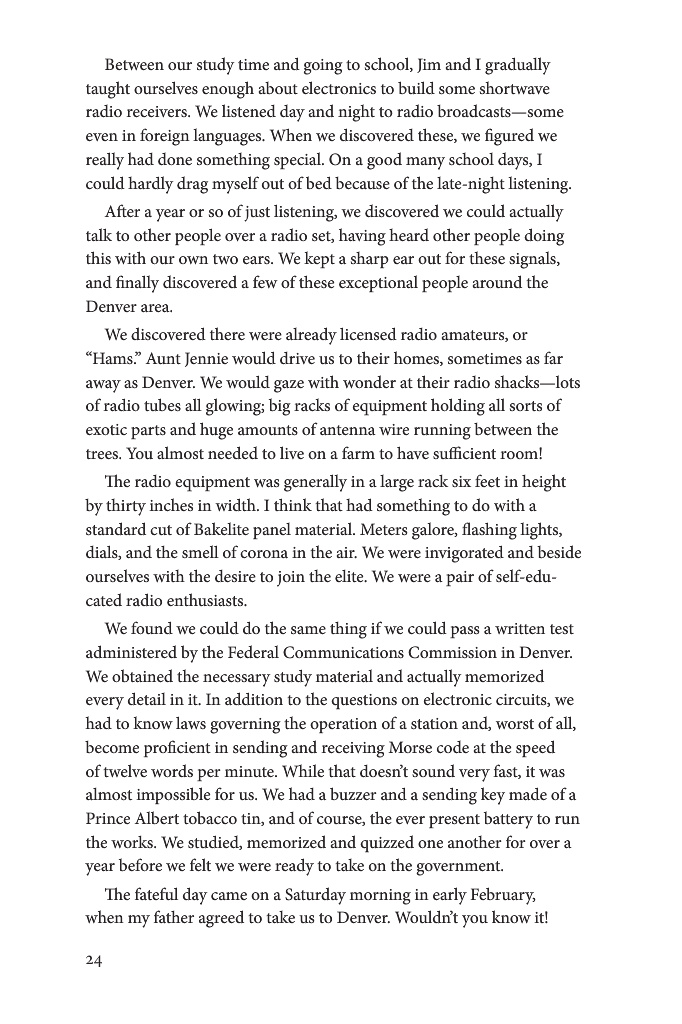 Between our study time and going to school, Jim and I gradually
taught ourselves enough about electronics to build some shortwave
radio receivers. We listened day and night to radio broadcasts—some
even in foreign languages. When we discovered these, we figured we
really had done something special. On a good many school days, I
could hardly drag myself out of bed because of the late-night listening.
After a year or so of just listening, we discovered we could actually
talk to other people over a radio set, having heard other people doing
this with our own two ears. We kept a sharp ear out for these signals,
and finally discovered a few of these exceptional people around the
Denver area.
We discovered there were already licensed radio amateurs, or
“Hams.” Aunt Jennie would drive us to their homes, sometimes as far
away as Denver. We would gaze with wonder at their radio shacks—lots
of radio tubes all glowing; big racks of equipment holding all sorts of
exotic parts and huge amounts of antenna wire running between the
trees. You almost needed to live on a farm to have sufficient room!
The radio equipment was generally in a large rack six feet in height
by thirty inches in width. I think that had something to do with a
standard cut of Bakelite panel material. Meters galore, flashing lights,
dials, and the smell of corona in the air. We were invigorated and beside
ourselves with the desire to join the elite. We were a pair of self-edu-
cated radio enthusiasts.
We found we could do the same thing if we could pass a written test
administered by the Federal Communications Commission in Denver.
We obtained the necessary study material and actually memorized
every detail in it. In addition to the questions on electronic circuits, we
had to know laws governing the operation of a station and, worst of all,
become proficient in sending and receiving Morse code at the speed
of twelve words per minute. While that doesn’t sound very fast, it was
almost impossible for us. We had a buzzer and a sending key made of a
Prince Albert tobacco tin, and of course, the ever present battery to run
the works. We studied, memorized and quizzed one another for over a
year before we felt we were ready to take on the government.
The fateful day came on a Saturday morning in early February,
when my father agreed to take us to Denver. Wouldn’t you know it!
24